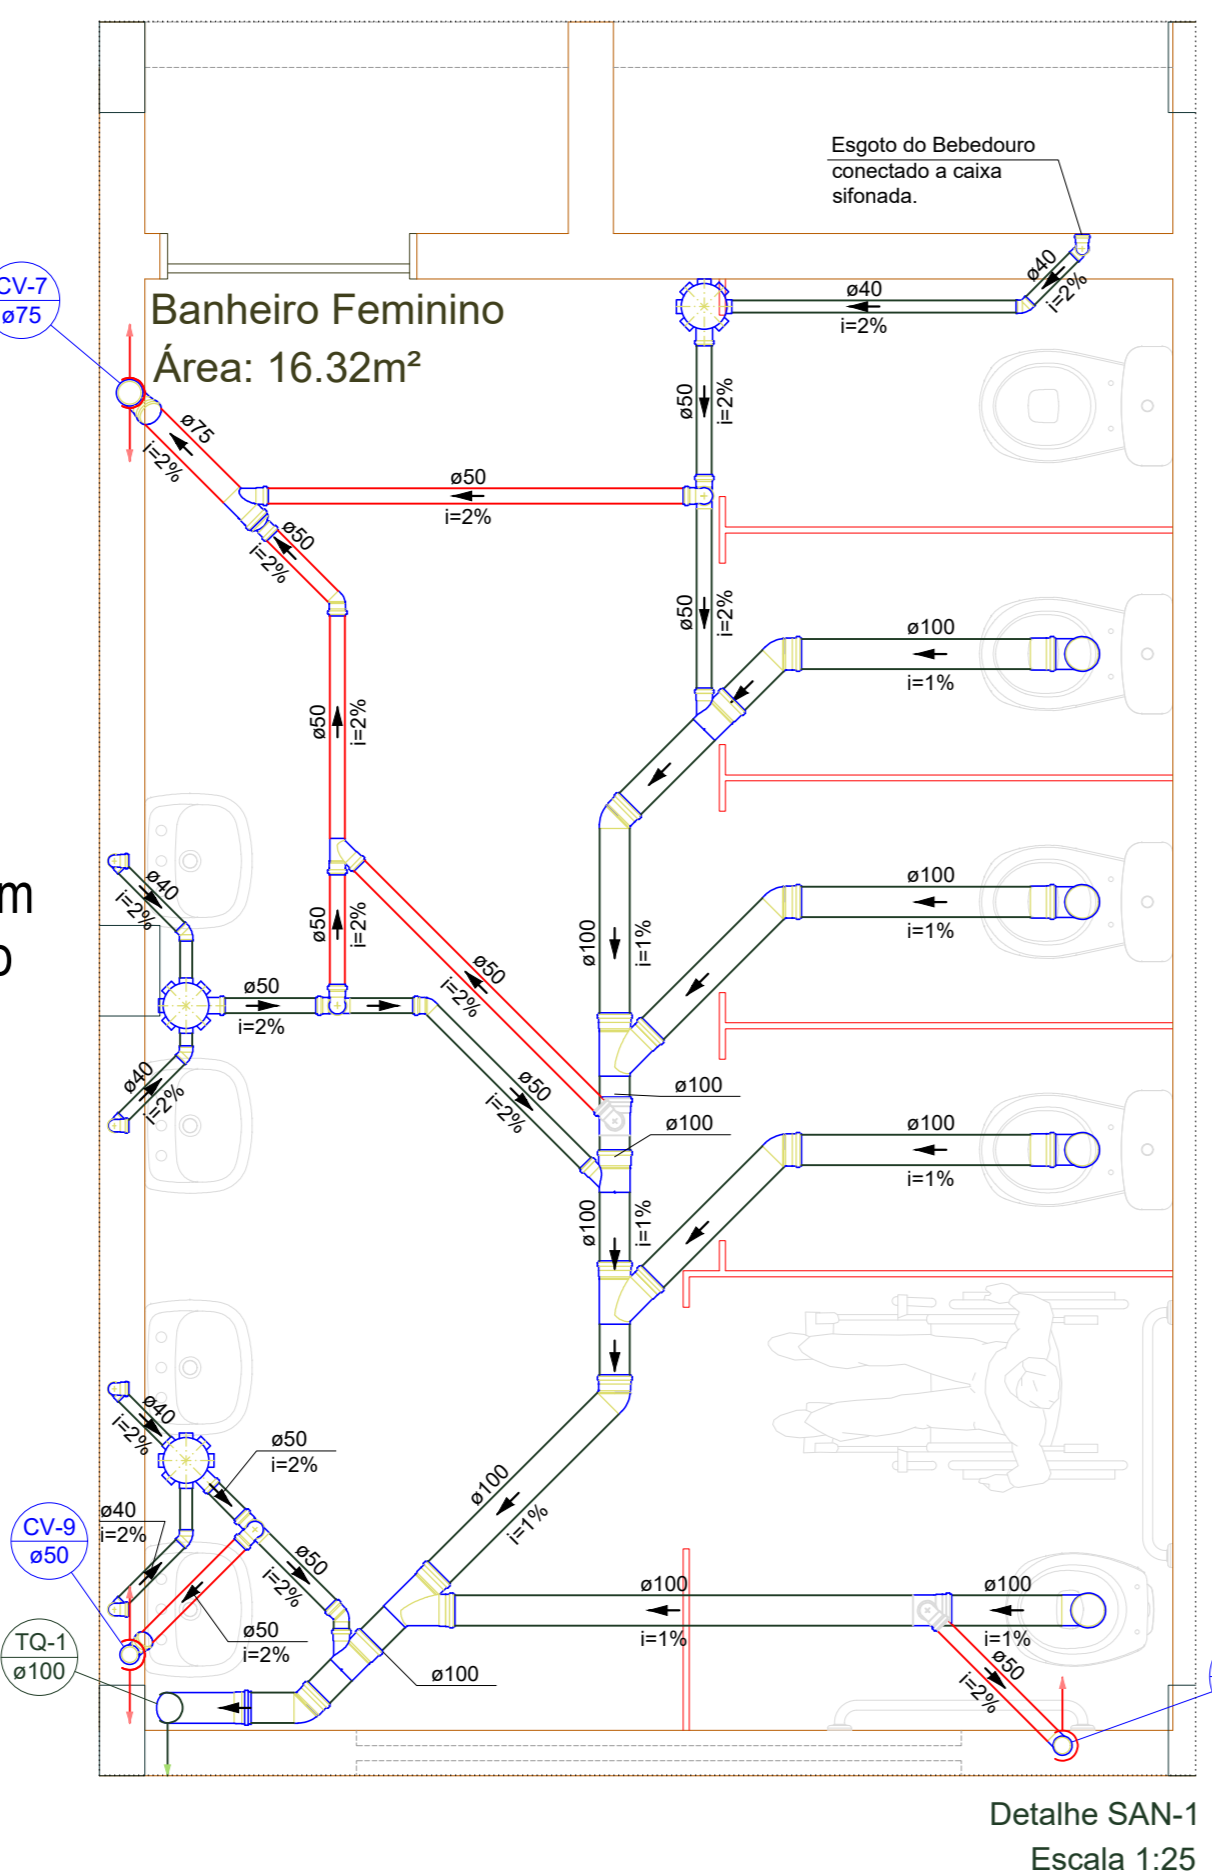 Esgoto do Bebedouro
conectado a caixa
sifonada.
ø40
i=2%
ø40
i=2%
CV-7
ø75
Banheiro Feminino
Área: 16.32m²
ø50
i=2%
ø75
i=2%
ø50
i=2%
ø50
i=2%
ø50
i=2%
ø100
i=1%
ø50
i=2%
ø100
i=1%
ø40
i=2%
m
o
ø50
i=2%
ø50
i=2%
ø100
i=1%
ø50
i=2%
ø40
i=2%
ø50
i=2%
ø100
ø100
ø100
i=1%
ø100
i=1%
ø40
i=2%
ø50
i=2%
ø100
i=1%
ø40
i=2%
CV-9
ø50
ø50
i=2%
ø100
i=1%
ø100
i=1%
ø50
i=2%
ø50
i=2%
TQ-1
ø100
ø100
Detalhe SAN-1
Escala 1:25